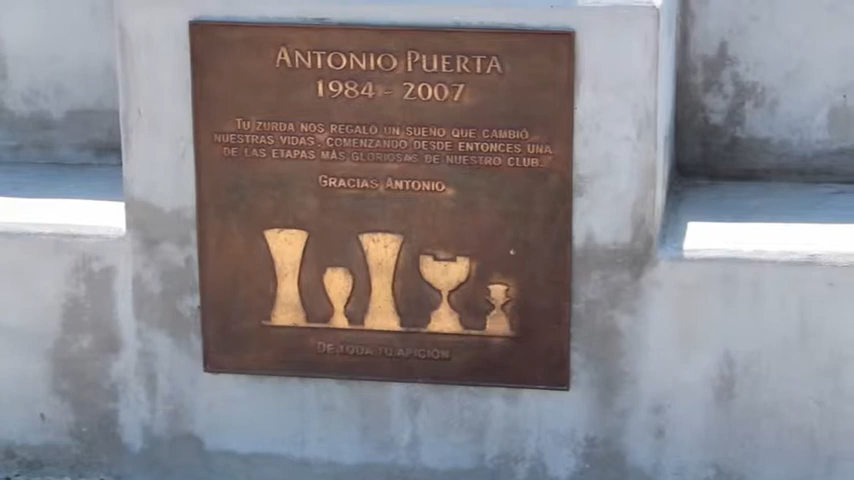 ANTONIO PUERTA
1984 - 2007
TU ZURDA NOS REGALÓ UN SUEÑO QUE CAMBIÓ
NUESTRAS VIDAS, COMENZANDO DESDE ENTONCES UNA
DE LAS ETAPAS MÁS GLORIOSAS DE NUESTRO CLUB.
GRACIAS ANTONIO
DE TODA TU AFICIÓN